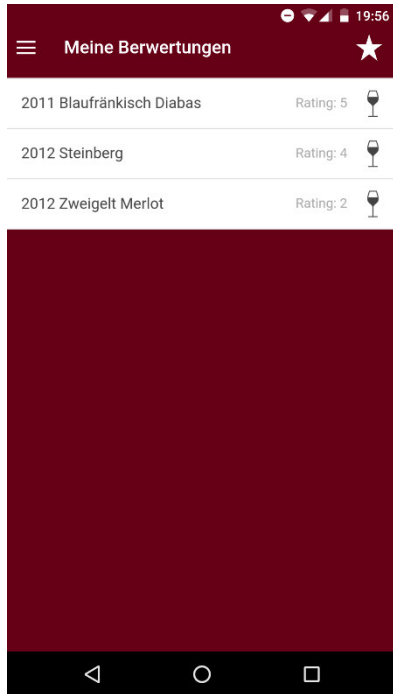 19:56
Meine Berwertungen
2011 Blaufränkisch Diabas Rating: 5
2012 Steinberg Rating: 4
2012 Zweigelt Merlot Rating: 2